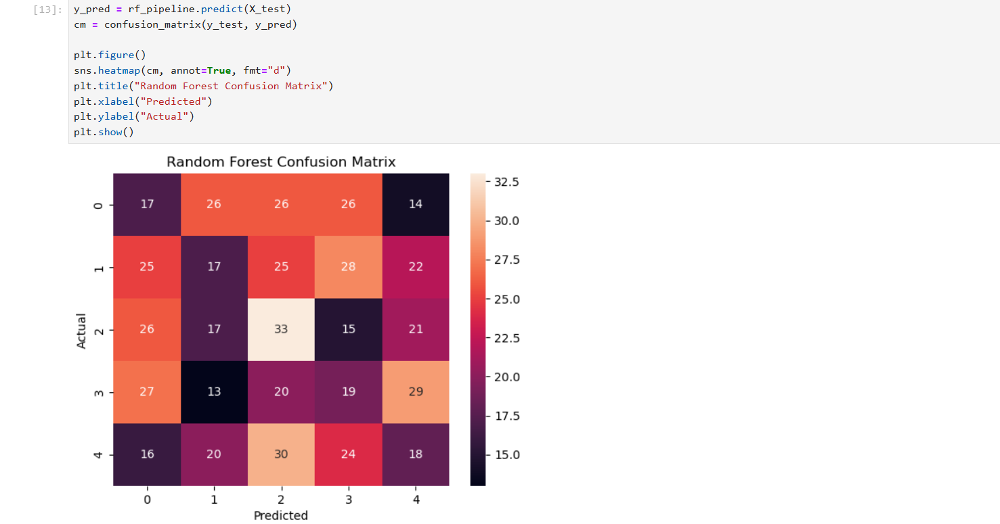 [13]:
y_pred = rf_pipeline.predict(X_test)
cm = confusion_matrix(y_test, y_pred)
plt.figure()
sns.heatmap(cm, annot=True, fmt="d")
plt.title("Random Forest Confusion Matrix")
plt.xlabel("Predicted")
plt.ylabel("Actual")
plt.show()
Random Forest Confusion Matrix
Actual
0 17 26 26 26 14
1 25 17 25 28 22
2 26 17 33 15 21
3 27 13 20 19 29
4 16 20 30 24 18
0 1 2 3 4
Predicted
32.5
30.0
27.5
25.0
22.5
20.0
17.5
15.0